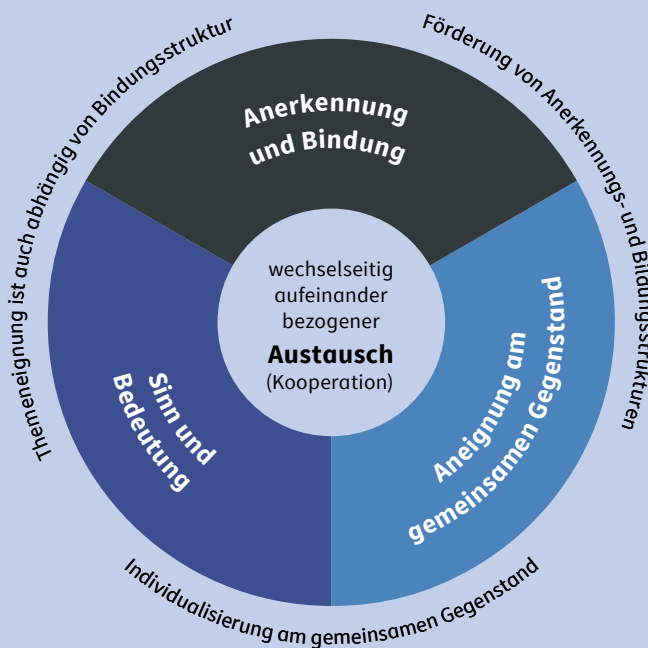 Themeneignung ist auch abhängig von Bindungsstruktur
Förderung von Anerkennungs- und Bildungsstrukturen
Anerkennung
und Bindung
wechselseitig
aufeinander
bezogener
Austausch
(Kooperation)
Sinn und
Bedeutung
Aneignung am
gemeinsamen Gegenstand
Individualisierung am gemeinsamen Gegenstand